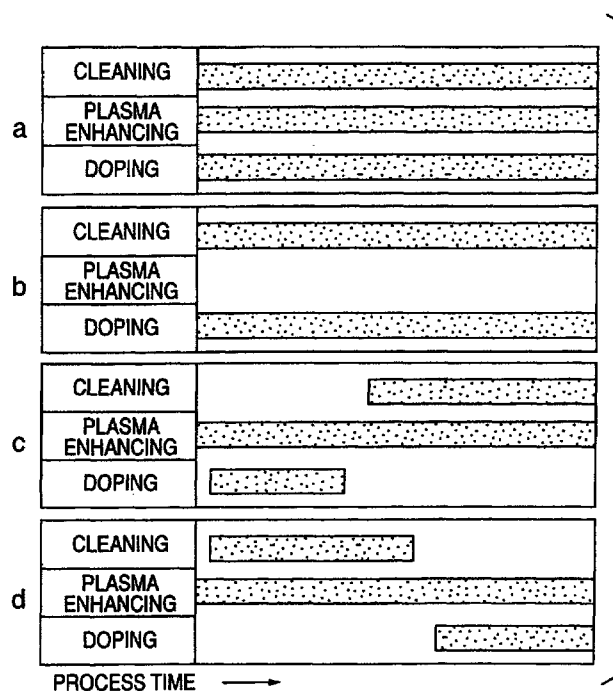 a
CLEANING
PLASMA
ENHANCING
DOPING
b
CLEANING
PLASMA
ENHANCING
DOPING
c
CLEANING
PLASMA
ENHANCING
DOPING
d
CLEANING
PLASMA
ENHANCING
DOPING
PROCESS TIME →